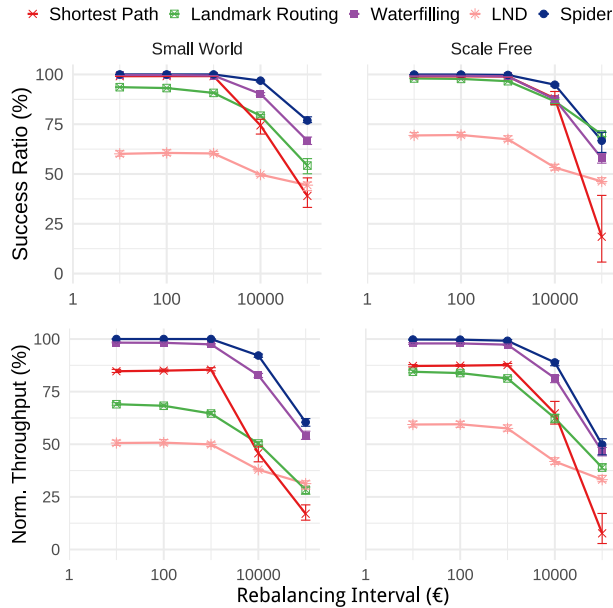 Shortest Path Landmark Routing Waterfilling LND Spider
Small World Scale Free
Success Ratio (%)
100
75
50
25
0
1 100 10000 1 100 10000
Norm. Throughput (%)
100
75
50
25
0
1 100 10000 1 100 10000
Rebalancing Interval (€)